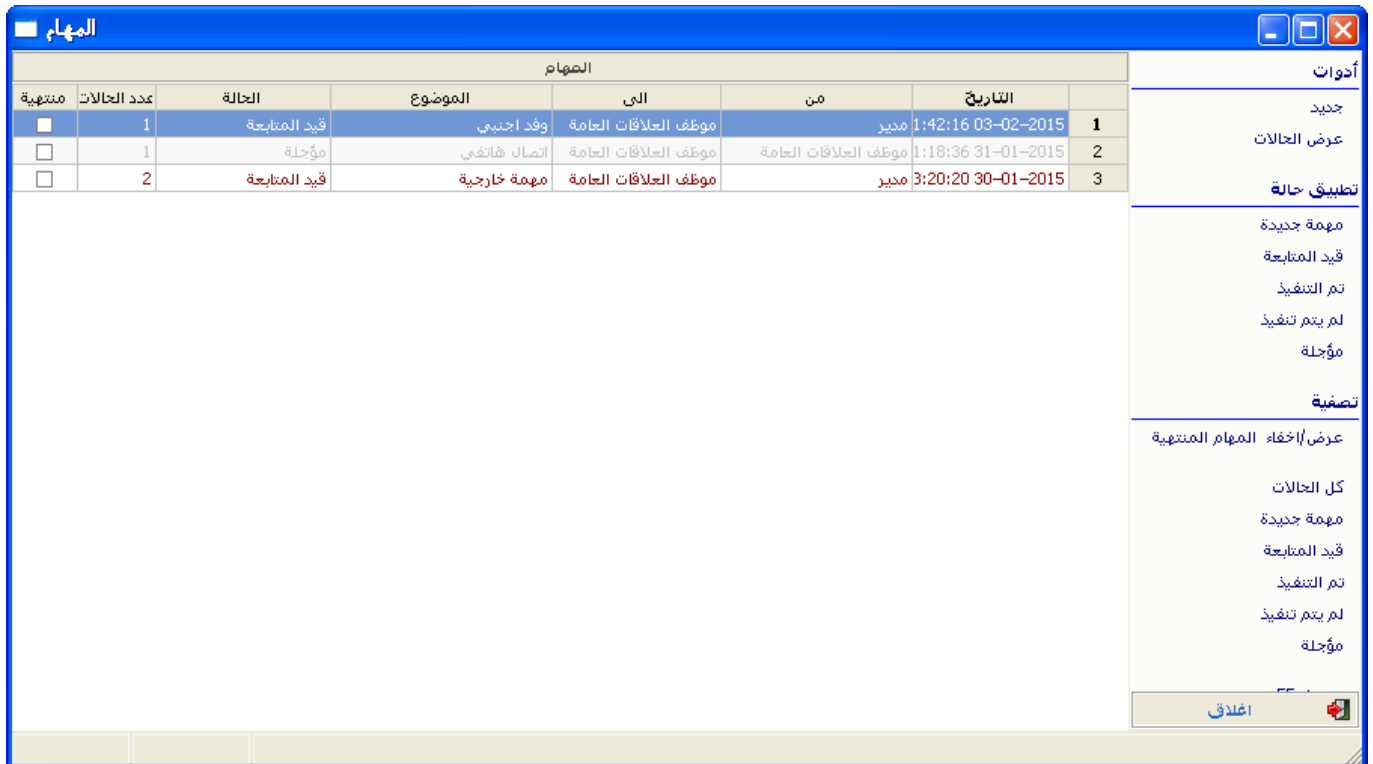 المهام
المهام
التاريخ من الى الموضوع الحالة عدد الحالات منتهية
1 03-02-2015 1:42:16 مدير موظف العلاقات العامة وفد اجنبي قيد المتابعة 1
2 31-01-2015 1:18:36 موظف العلاقات العامة موظف العلاقات العامة اتصال هاتفي مؤجلة 1
3 30-01-2015 3:20:20 مدير موظف العلاقات العامة مهمة خارجية قيد المتابعة 2
أدوات
جديد
عرض الحالات
تطبيق حالة
مهمة جديدة
قيد المتابعة
تم التنفيذ
لم يتم تنفيذ
مؤجلة
تصفية
عرض/اخفاء المهام المنتهية
كل الحالات
مهمة جديدة
قيد المتابعة
تم التنفيذ
لم يتم تنفيذ
مؤجلة
اغلاق